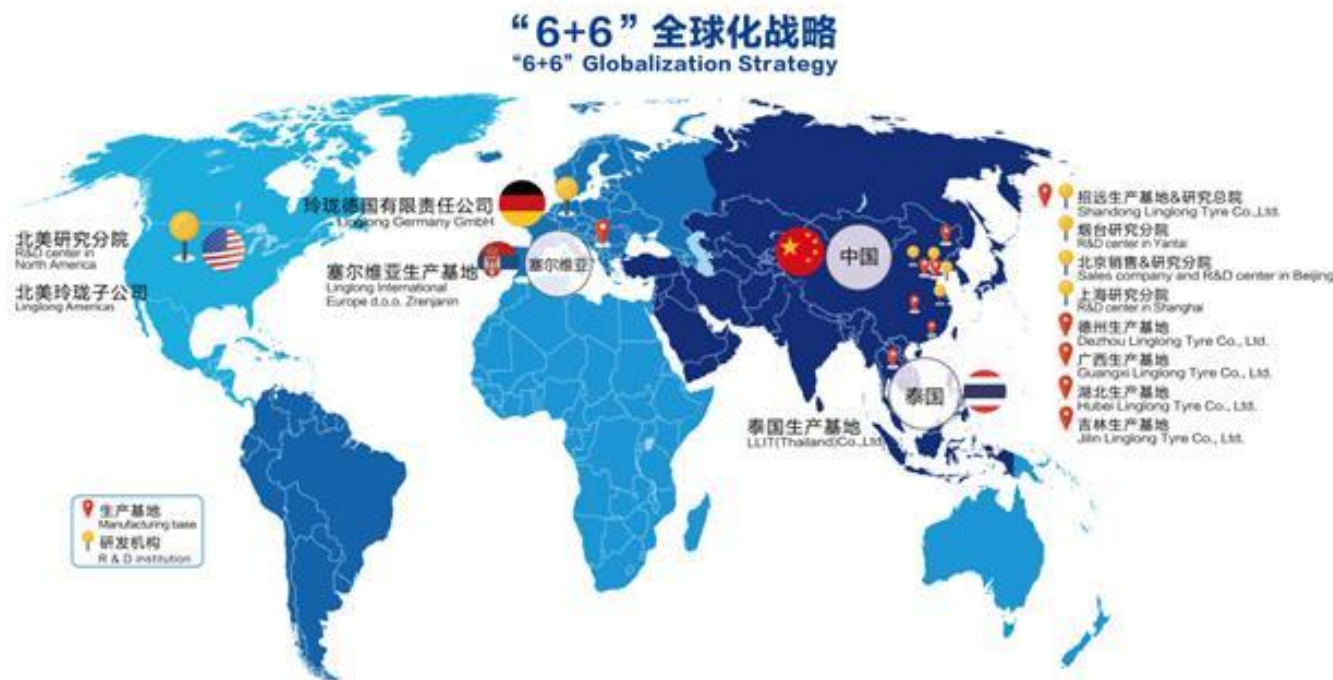 “6+6” 全球化战略
“6+6” Globalization Strategy
北美研究分院
R&D center in
North America
北美玲珑子公司
Linglong Americas
玲珑德国有限责任公司
Linglong Germany GmbH
塞尔维亚生产基地
Linglong International
Europe d.o.o. Zrenjanin
塞尔维亚
中国
泰国
泰国生产基地
LLIT(Thailand)Co.,Ltd.
招远生产基地&研究总院
Shandong Linglong Tyre Co.,Ltd.
烟台研究分院
R&D center in Yantai
北京销售&研究分院
Sales company and R&D center in Beijing
上海研究分院
R&D center in Shanghai
德州生产基地
Dezhou Linglong Tyre Co., Ltd.
广西生产基地
Guangxi Linglong Tyre Co., Ltd.
湖北生产基地
Hubei Linglong Tyre Co., Ltd.
吉林生产基地
Jilin Linglong Tyre Co., Ltd.
生产基地
Manufacturing base
研发机构
R & D institution